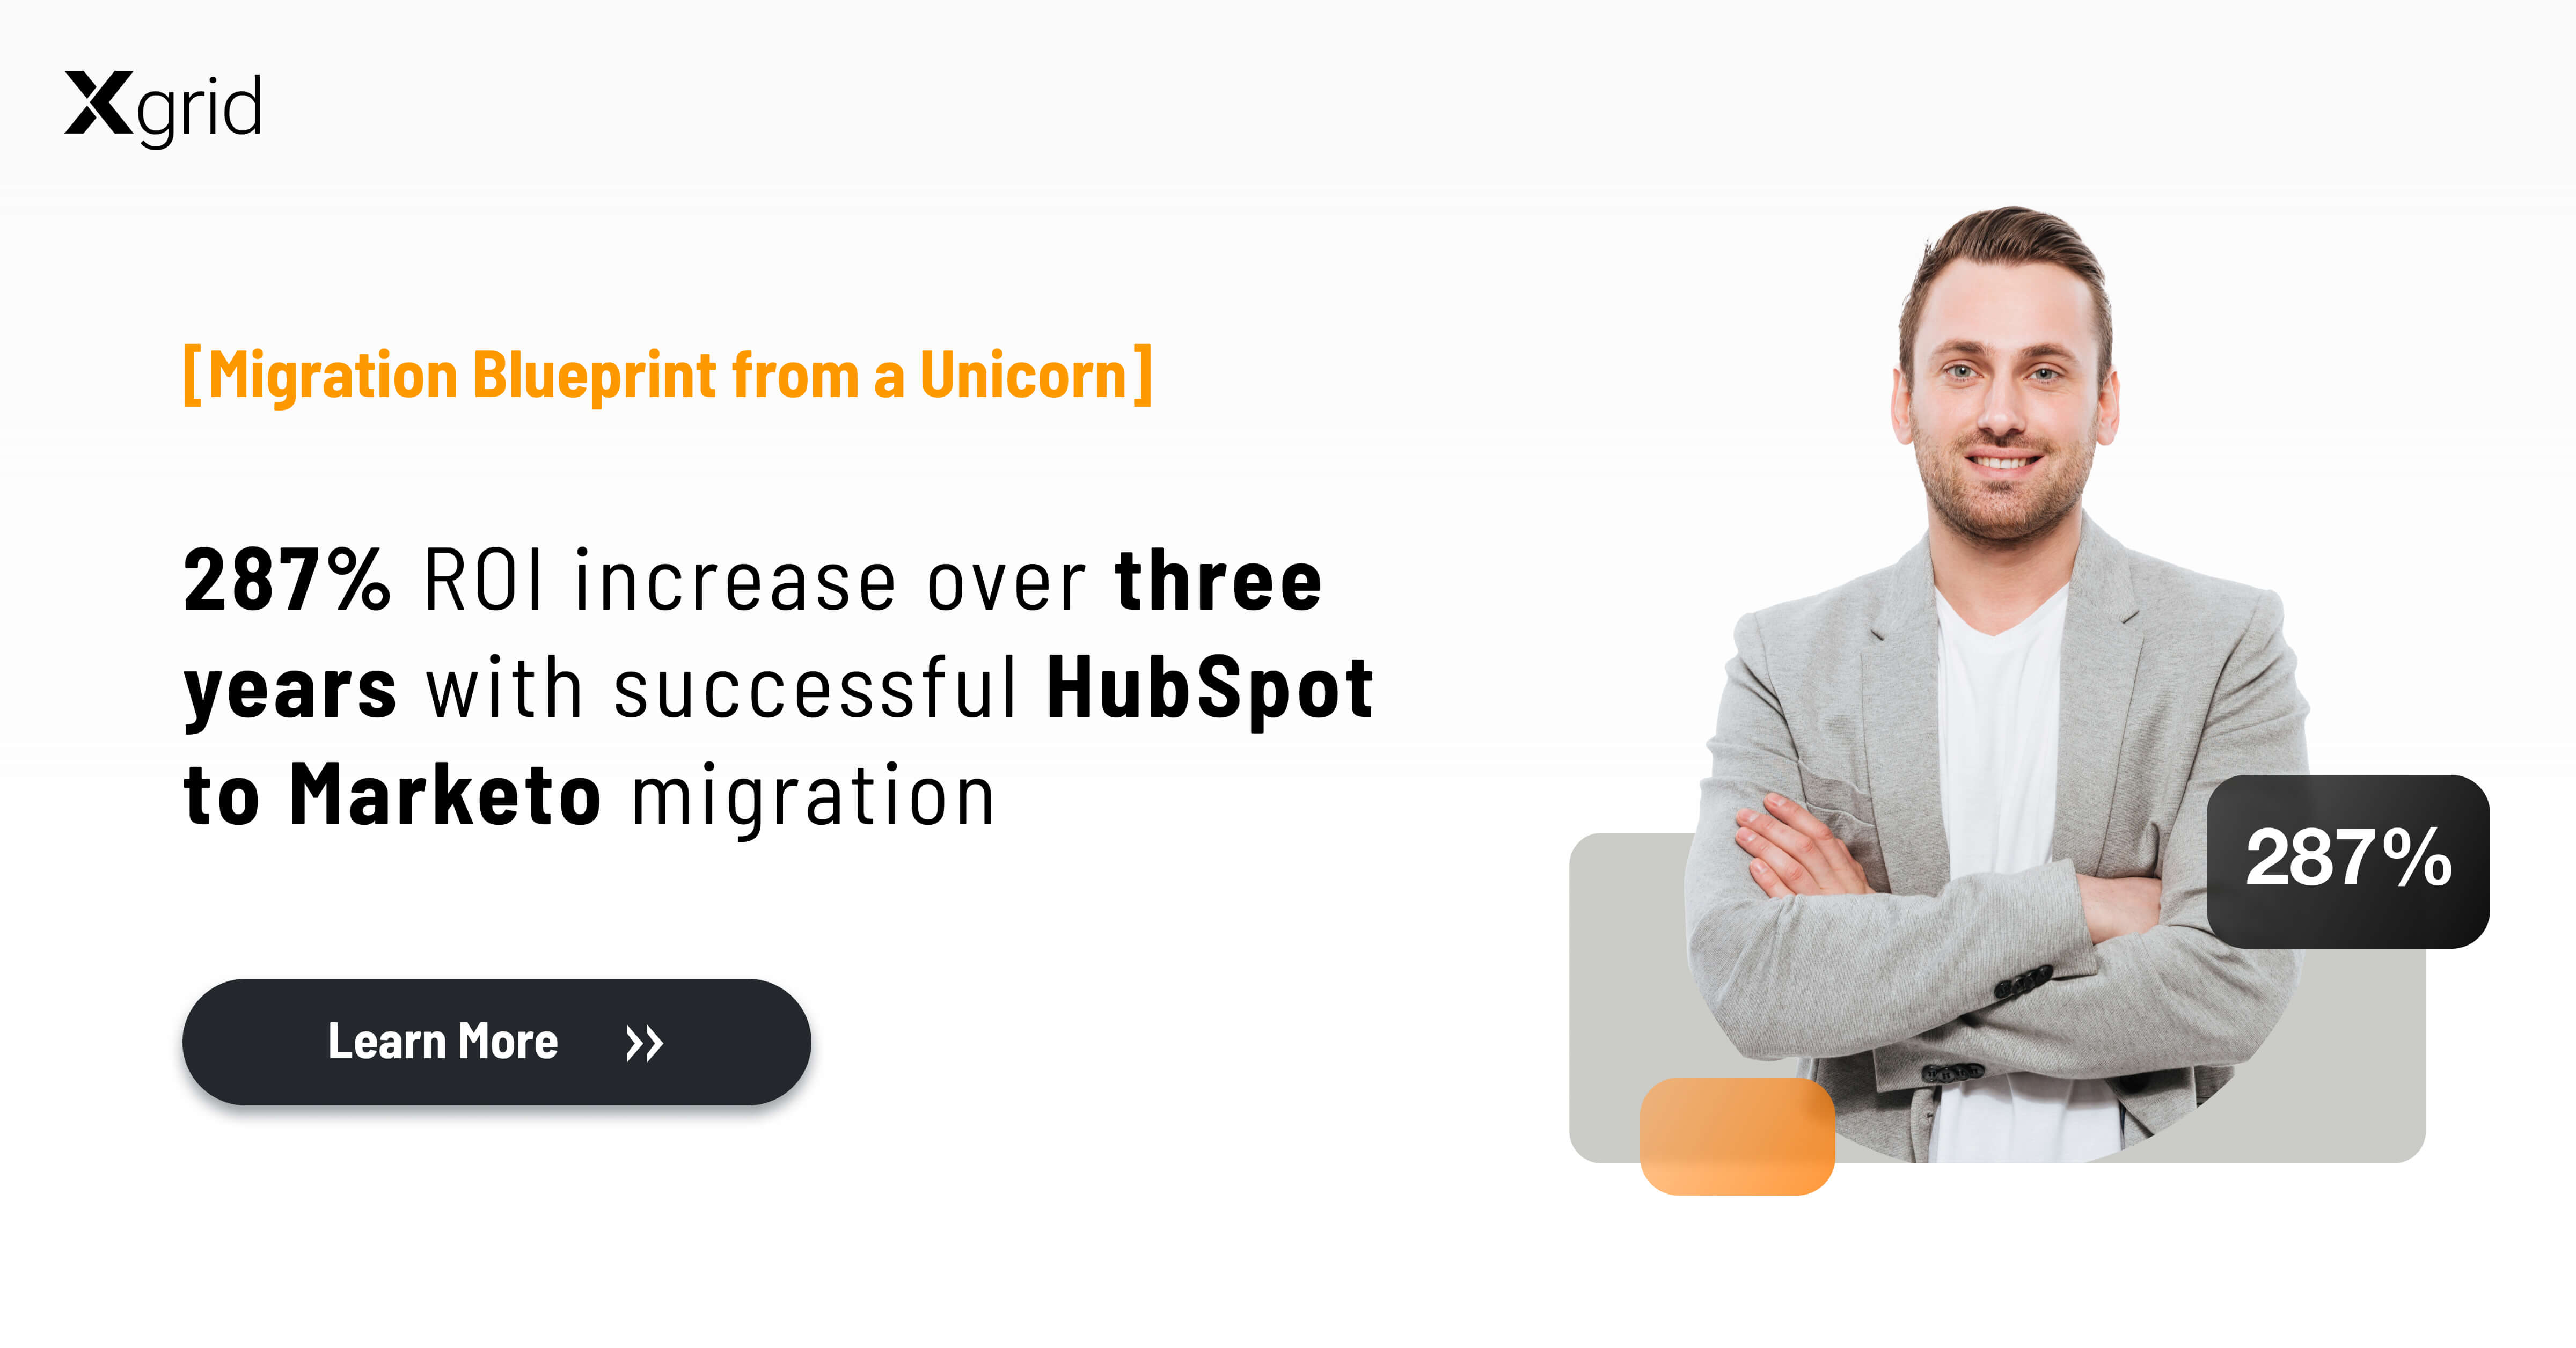 Xgrid
[Migration Blueprint from a Unicorn]
287% ROI increase over three
years with successful HubSpot
to Marketo migration
287%
Learn More »